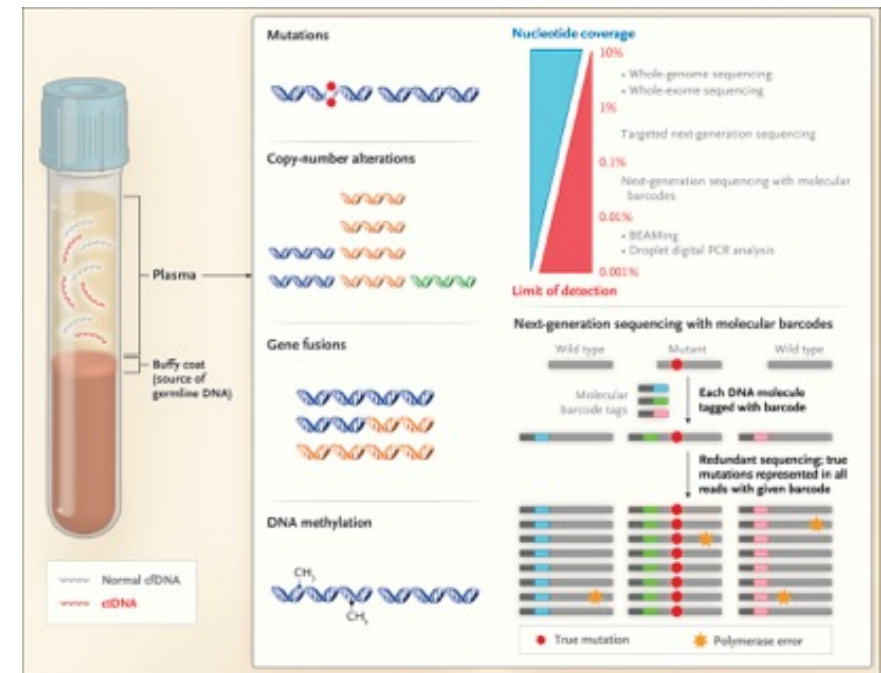 Plasma
Buffy coat
(source of
germline DNA)
Normal cfDNA
ctDNA
Mutations
Copy-number alterations
Gene fusions
DNA methylation
CH3
CH3
Nucleotide coverage
10%
• Whole-genome sequencing
• Whole-exome sequencing
1%
Targeted next-generation sequencing
0.1%
Next-generation sequencing with molecular
barcodes
0.01%
• BEAMing
• Droplet digital PCR analysis
0.001%
Limit of detection
Next-generation sequencing with molecular barcodes
Wild type
Mutant
Wild type
Molecular
barcode tags
Each DNA molecule
tagged with barcode
Redundant sequencing; true
mutations represented in all
reads with given barcode
True mutation
Polymerase error